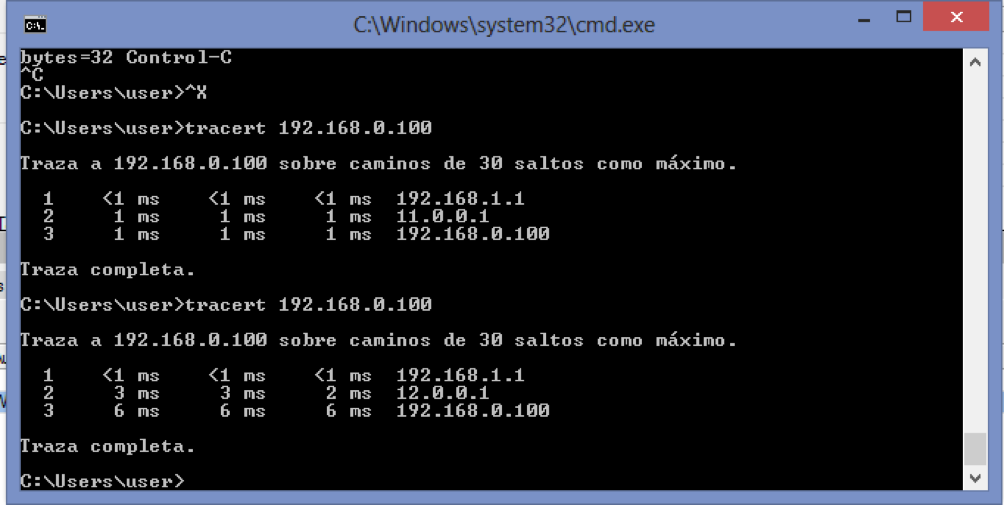 C:\Windows\system32\cmd.exe
bytes=32 Control-C
^C
C:\Users\user>^X
C:\Users\user>tracert 192.168.0.100
Traza a 192.168.0.100 sobre caminos de 30 saltos como máximo.
1 <1 ms <1 ms <1 ms 192.168.1.1
2 1 ms 1 ms 1 ms 11.0.0.1
3 1 ms 1 ms 1 ms 192.168.0.100
Traza completa.
C:\Users\user>tracert 192.168.0.100
Traza a 192.168.0.100 sobre caminos de 30 saltos como máximo.
1 <1 ms <1 ms <1 ms 192.168.1.1
2 3 ms 3 ms 2 ms 12.0.0.1
3 6 ms 6 ms 6 ms 192.168.0.100
Traza completa.
C:\Users\user>